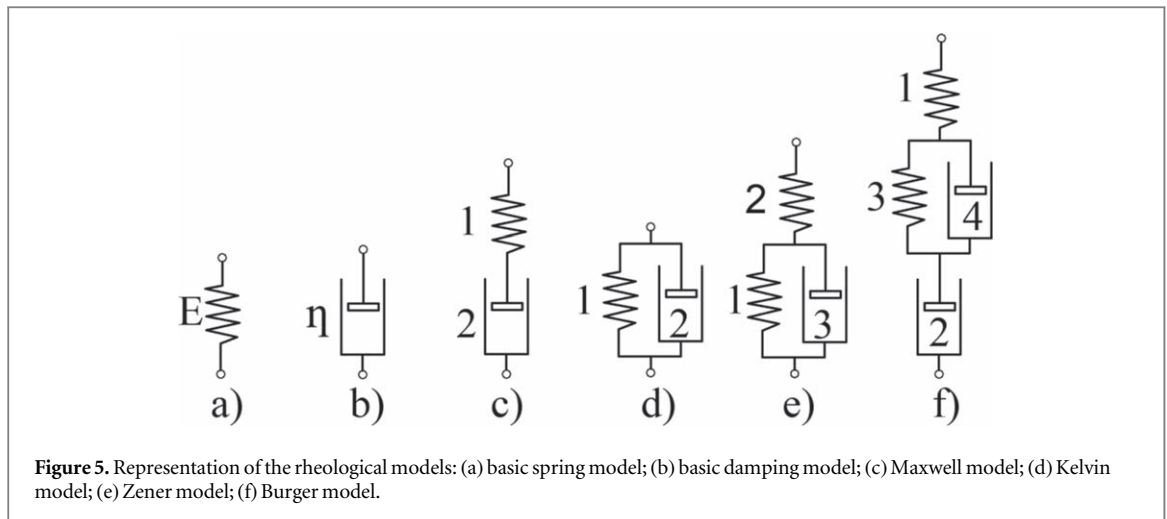 1
1
2
3
4
1
2
1
3
E
η
2
2
a)
b)
c)
d)
e)
f)
Figure 5. Representation of the rheological models: (a) basic spring model; (b) basic damping model; (c) Maxwell model; (d) Kelvin
model; (e) Zener model; (f) Burger model.